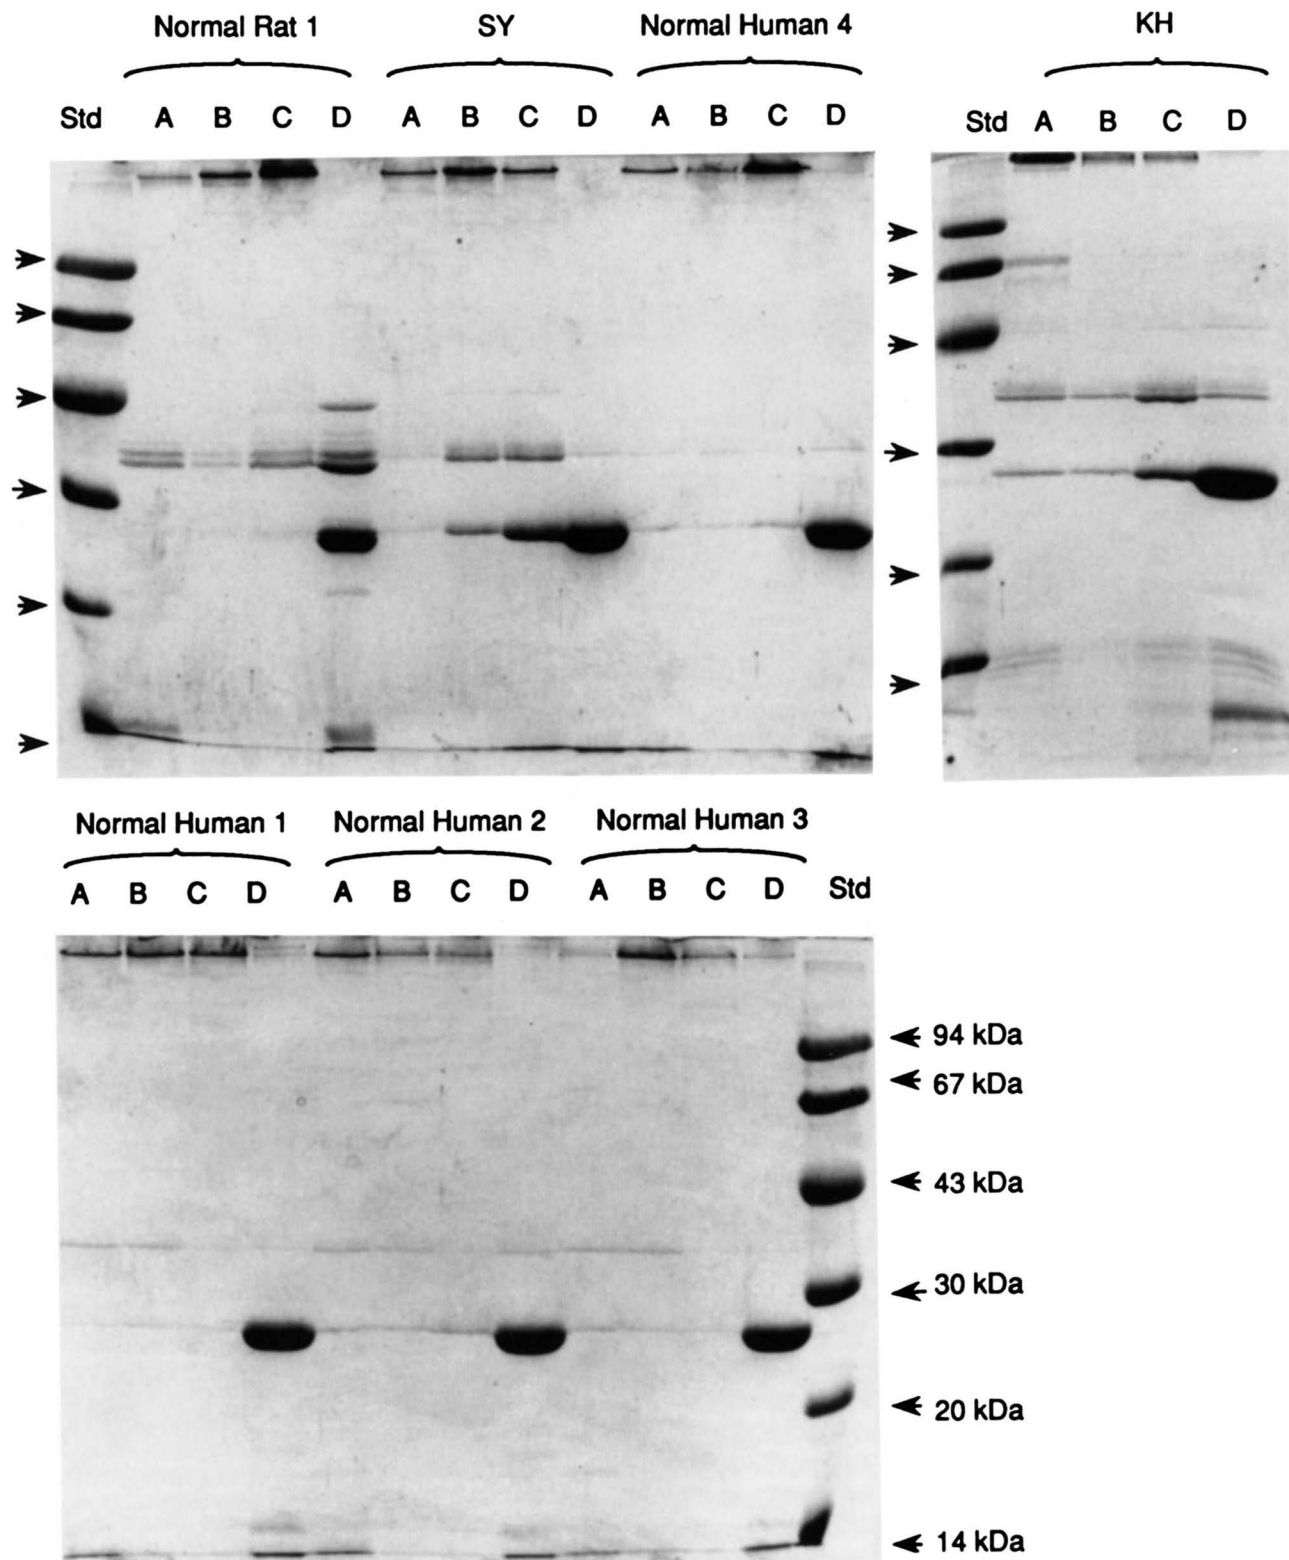 Normal Rat 1 SY Normal Human 4 KH
Std A B C D A B C D A B C D Std A B C D
Normal Human 1 Normal Human 2 Normal Human 3
A B C D A B C D A B C D Std
94 kDa
67 kDa
43 kDa
30 kDa
20 kDa
14 kDa